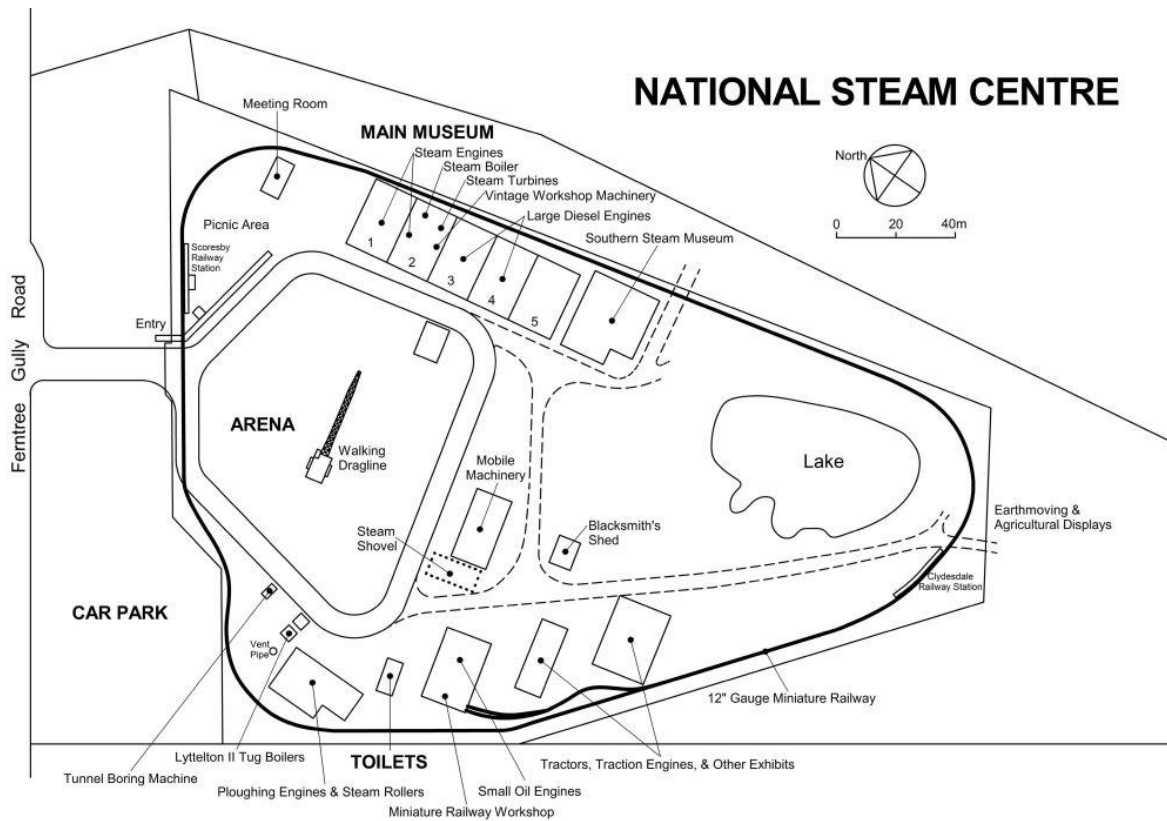 NATIONAL STEAM CENTRE
Meeting Room
MAIN MUSEUM
Steam Engines
Steam Boiler
Steam Turbines
Vintage Workshop Machinery
Large Diesel Engines
Southern Steam Museum
North
0 20 40m
Picnic Area
Scoresby
Railway
Station
1
2
3
4
5
Entry
Ferntree Gully Road
ARENA
Walking
Dragline
Mobile
Machinery
Steam
Shovel
Blacksmith's
Shed
Lake
Earthmoving &
Agricultural Displays
Clydesdale
Railway Station
CAR PARK
Vent
Pipe
12" Gauge Miniature Railway
Lyttelton II Tug Boilers
TOILETS
Tunnel Boring Machine
Ploughing Engines & Steam Rollers
Small Oil Engines
Tractors, Traction Engines, & Other Exhibits
Miniature Railway Workshop